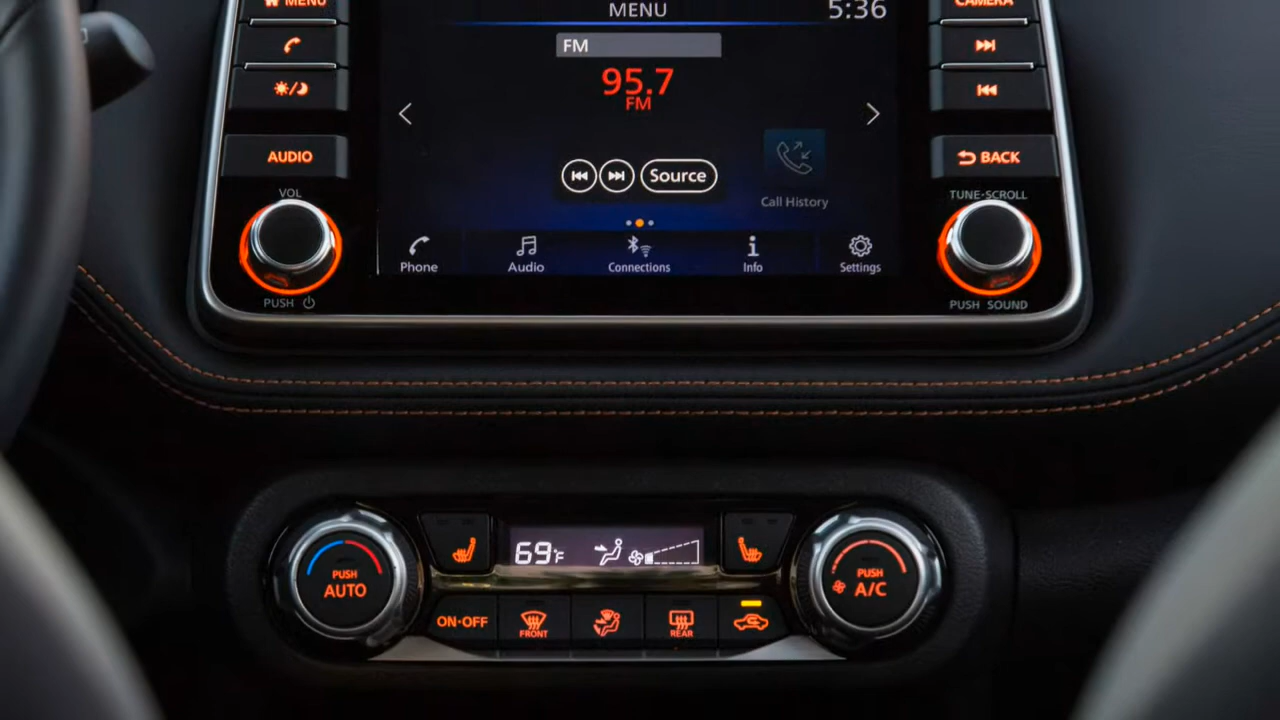 MENU
MENU
5:36
CAMERA
FM
95.7
FM
AUDIO
BACK
VOL
TUNE·SCROLL
Source
Call History
Phone
Audio
Connections
Info
Settings
PUSH
PUSH SOUND
69°F
PUSH
AUTO
PUSH
A/C
ON·OFF
FRONT
REAR